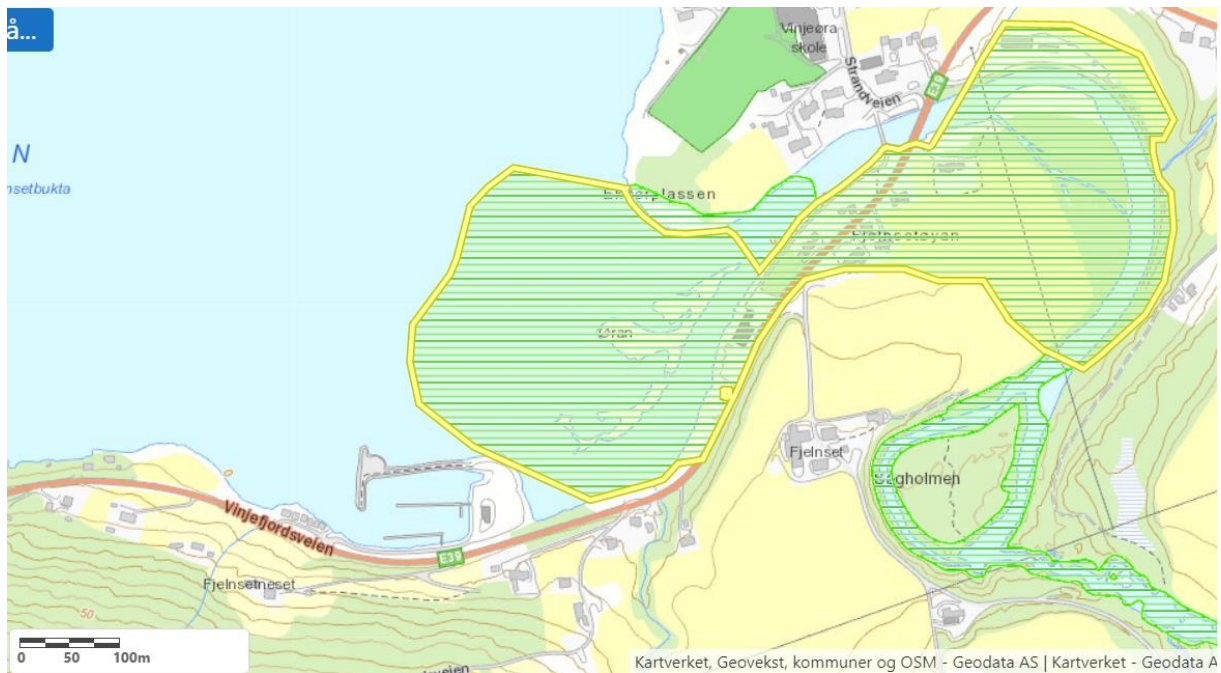 å...
Vinjeøra
skole
Strandveien
E39
N
nsetbukta
Fjelnsetøyan
Øran
Fjelnset
Sagholmen
Vinjefjordsveien
E39
Fjelnsetneset
50
0 50 100m
Kartverket, Geovekst, kommuner og OSM - Geodata AS | Kartverket - Geodata A